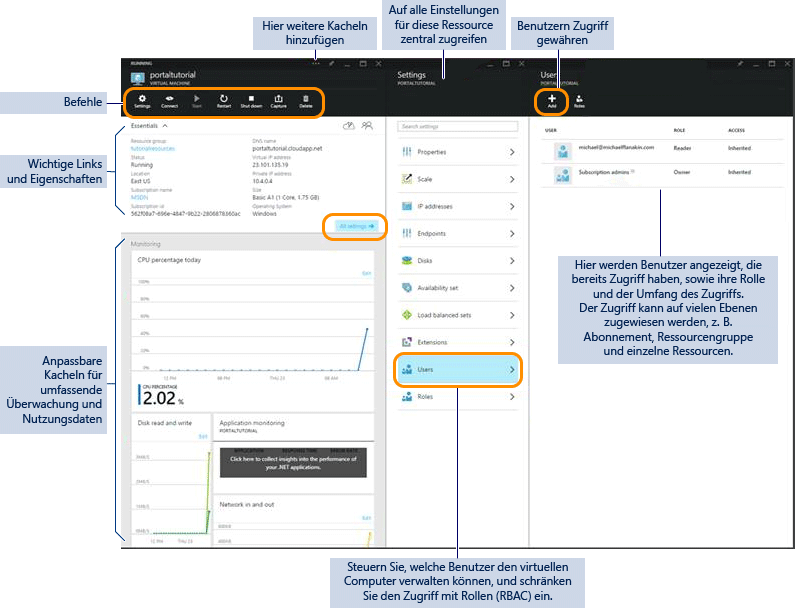 Auf alle Einstellungen
für diese Ressource
zentral zugreifen
Hier weitere Kacheln
hinzufügen
Benutzern Zugriff
gewähren
Befehle
Wichtige Links
und Eigenschaften
Anpassbare
Kacheln für
umfassende
Überwachung und
Nutzungsdaten
RUNNING
portaltutorial
VIRTUAL MACHINE
Settings
Connect
Start
Restart
Shut down
Capture
Delete
Essentials
Resource group
tutorialresources
Status
Running
Location
East US
Subscription name
MSDN
Subscription id
562f08a7-696e-4847-9b22-2806878360ac
DNS name
portaltutorial.cloudapp.net
Virtual IP address
23.101.135.19
Private IP address
10.4.0.4
Size
Basic A1 (1 Core, 1.75 GB)
Operating System
Windows
All settings
Monitoring
CPU percentage today
Edit
100%
80%
60%
40%
20%
0%
12 PM
06 PM
THU 23
06 AM
CPU PERCENTAGE
2.02 %
Disk read and write
Edit
12 PM
THU 23
Application monitoring
PORTALTUTORIAL
APPLICATION
RESPONSE TIME
ERROR RATE
Click here to collect insights into the performance of
your .NET applications.
Network in and out
Edit
Settings
PORTALTUTORIAL
Search settings
Properties
Scale
IP addresses
Endpoints
Disks
Availability set
Load balanced sets
Extensions
Users
Roles
Users
PORTALTUTORIAL
Add
Roles
USER
ROLE
ACCESS
michael@michaelflanakin.com
Reader
Inherited
Subscription admins
Owner
Inherited
Hier werden Benutzer angezeigt, die
bereits Zugriff haben, sowie ihre Rolle
und der Umfang des Zugriffs.
Der Zugriff kann auf vielen Ebenen
zugewiesen werden, z. B.
Abonnement, Ressourcengruppe
und einzelne Ressourcen.
Steuern Sie, welche Benutzer den virtuellen
Computer verwalten können, und schränken
Sie den Zugriff mit Rollen (RBAC) ein.